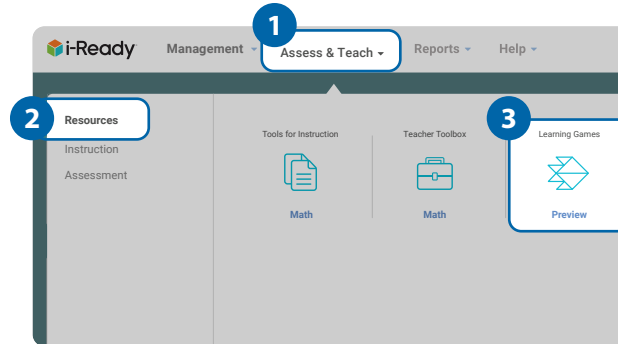 1
i-Ready Management Assess & Teach Reports Help
2
Resources
Instruction
Assessment
3
Tools for Instruction
Math
Teacher Toolbox
Math
Learning Games
Preview